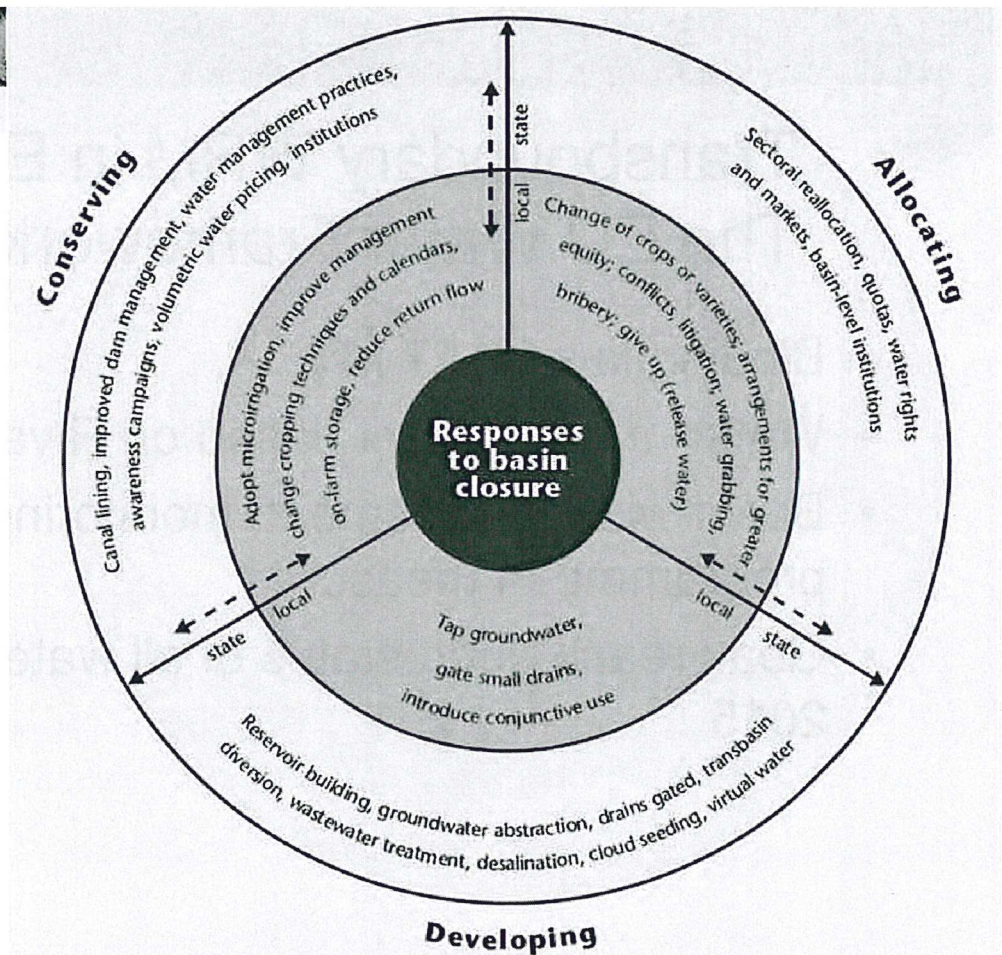 Conserving
Canal lining, improved dam management, water management practices,
awareness campaigns, volumetric water pricing, institutions
Adopt microirrigation, improve management
change cropping techniques and calendars,
on-farm storage, reduce return flow
state
local
Allocating
Sectoral reallocation, quotas, water rights
and markets, basin-level institutions
Change of crops or varieties; arrangements for greater
equity; conflicts, litigation; water grabbing,
bribery; give up (release water)
Responses
to basin
closure
local
state
local
state
Tap groundwater,
gate small drains,
introduce conjunctive use
Reservoir building, groundwater abstraction, drains gated, transbasin
diversion, wastewater treatment, desalination, cloud seeding, virtual water
Developing